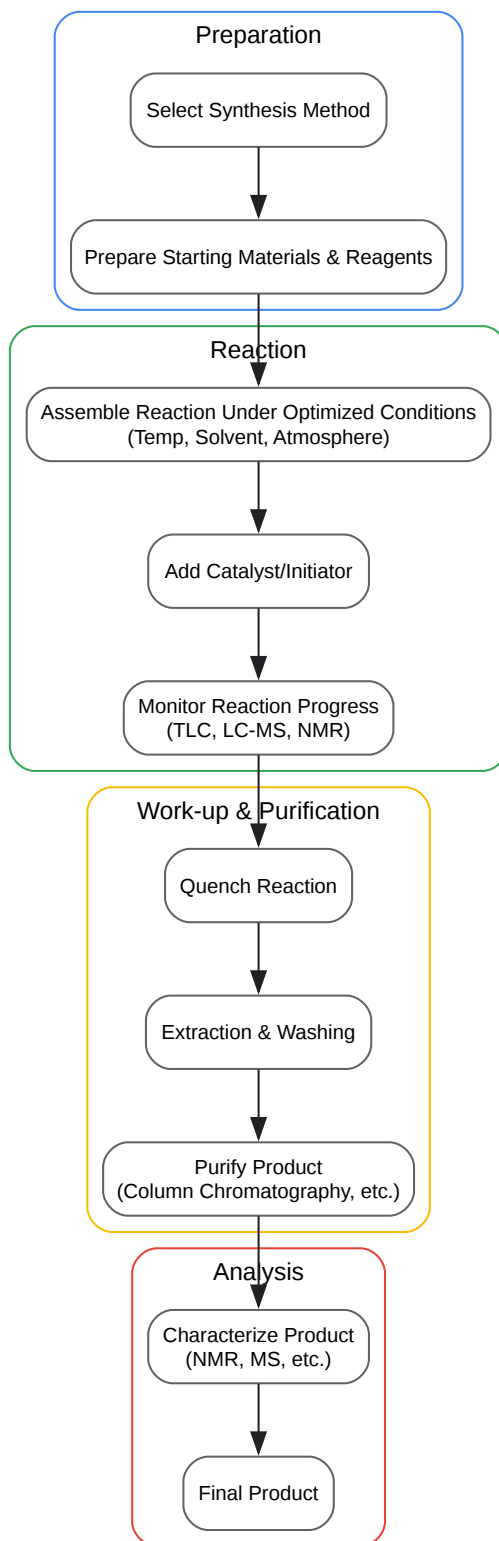 Preparation
Select Synthesis Method
Prepare Starting Materials & Reagents
Reaction
Assemble Reaction Under Optimized Conditions
(Temp, Solvent, Atmosphere)
Add Catalyst/Initiator
Monitor Reaction Progress
(TLC, LC-MS, NMR)
Work-up & Purification
Quench Reaction
Extraction & Washing
Purify Product
(Column Chromatography, etc.)
Analysis
Characterize Product
(NMR, MS, etc.)
Final Product